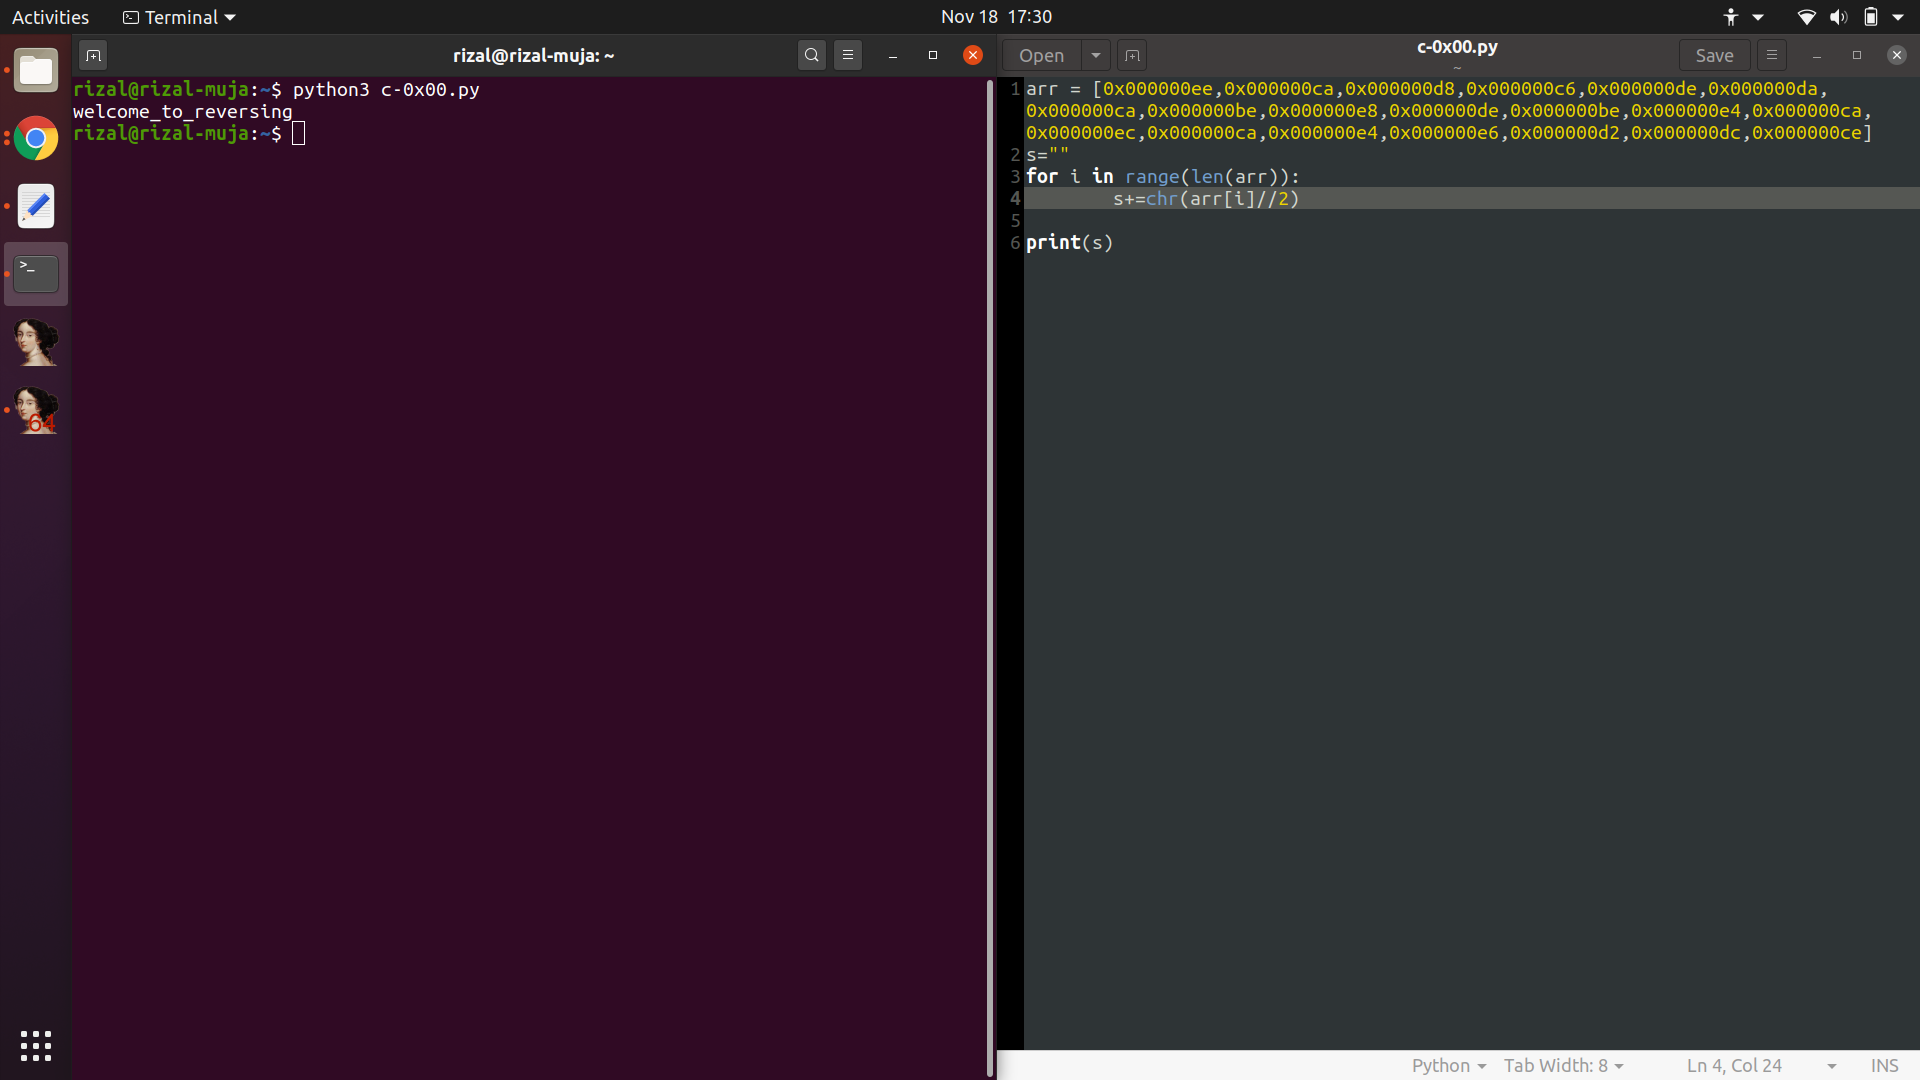 Activities
Terminal
Nov 18 17:30
rizal@rizal-muja: ~
rizal@rizal-muja:~$ python3 c-0x00.py
welcome_to_reversing
rizal@rizal-muja:~$
>_
64
Open
c-0x00.py
~
Save
1 arr = [0x000000ee,0x000000ca,0x000000d8,0x000000c6,0x000000de,0x000000da,
0x000000ca,0x000000be,0x000000e8,0x000000de,0x000000be,0x000000e4,0x000000ca,
0x000000ec,0x000000ca,0x000000e4,0x000000e6,0x000000d2,0x000000dc,0x000000ce]
2 s=""
3 for i in range(len(arr)):
4         s+=chr(arr[i]//2)
5
6 print(s)
Python Tab Width: 8 Ln 4, Col 24 INS